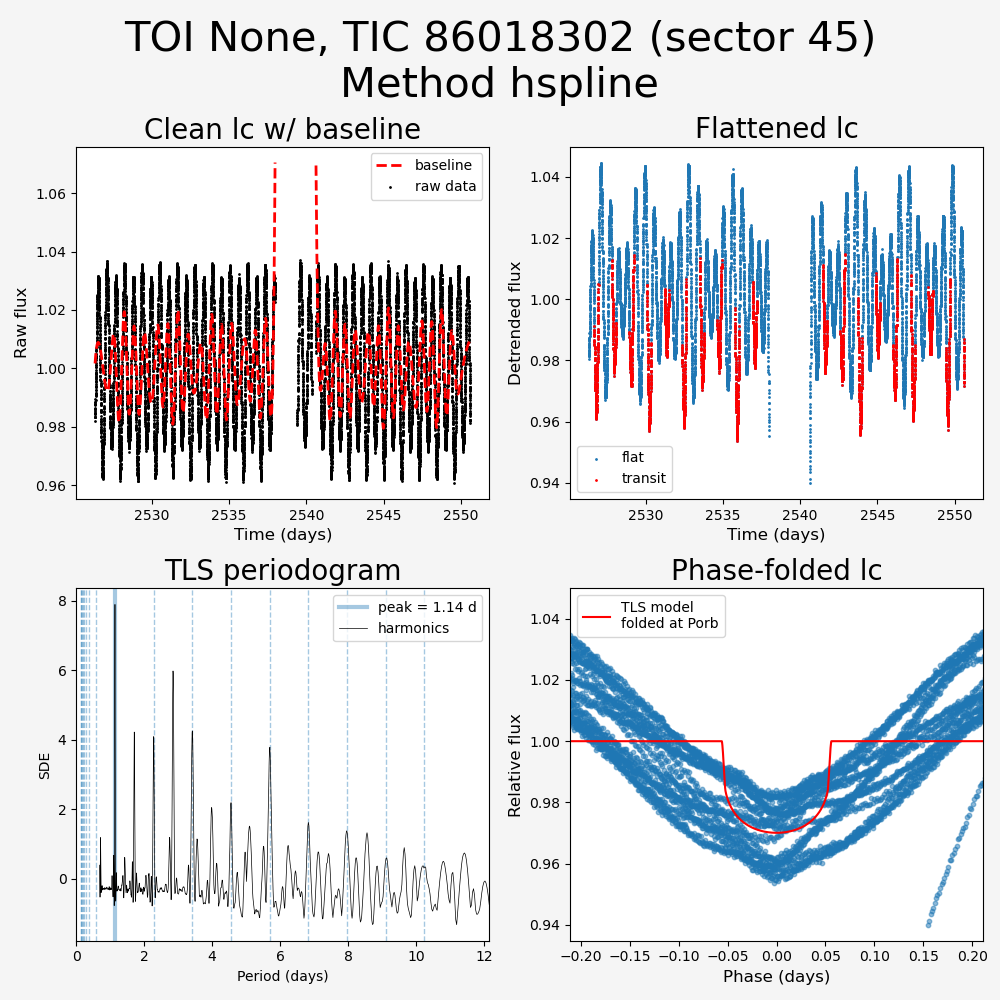 TOI None, TIC 86018302 (sector 45)
Method hspline
Clean lc w/ baseline
Flattened lc
baseline
raw data
1.06
1.04
1.02
1.00
0.98
0.96
Raw flux
2530
2535
2540
2545
2550
Time (days)
1.04
1.02
1.00
0.98
0.96
0.94
Detrended flux
flat
transit
2530
2535
2540
2545
2550
Time (days)
TLS periodogram
Phase-folded lc
peak = 1.14 d
harmonics
8
6
4
2
0
SDE
0
2
4
6
8
10
12
Period (days)
TLS model
folded at Porb
1.04
1.02
1.00
0.98
0.96
0.94
Relative flux
−0.20
−0.15
−0.10
−0.05
0.00
0.05
0.10
0.15
0.20
Phase (days)